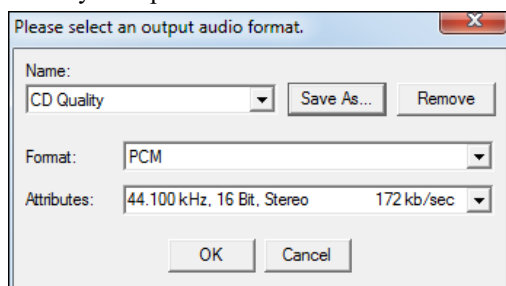 Please select an output audio format.
Name:
CD Quality Save As... Remove
Format: PCM
Attributes: 44.100 kHz, 16 Bit, Stereo 172 kb/sec
OK Cancel